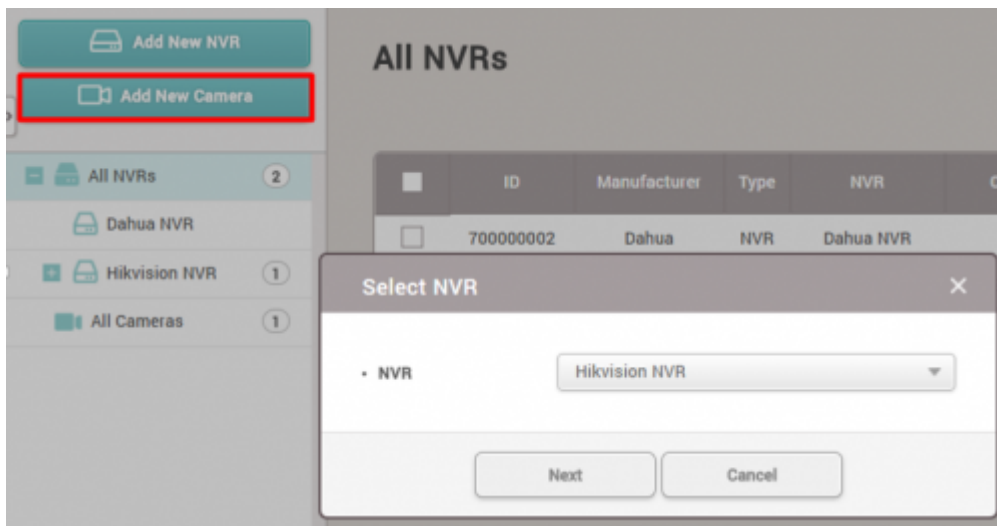 Add New NVR
Add New Camera
All NVRs 2
Dahua NVR
Hikvision NVR 1
All Cameras 1
All NVRs
ID Manufacturer Type NVR
700000002 Dahua NVR Dahua NVR
Select NVR
• NVR Hikvision NVR
Next Cancel